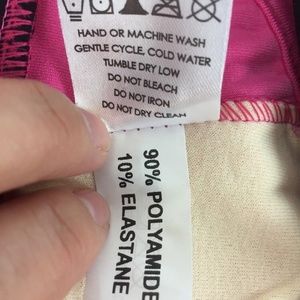 HAND OR MACHINE WASH
GENTLE CYCLE, COLD WATER
TUMBLE DRY LOW
DO NOT BLEACH
DO NOT IRON
DO NOT DRY CLEAN
90% POLYAMIDE
10% ELASTANE